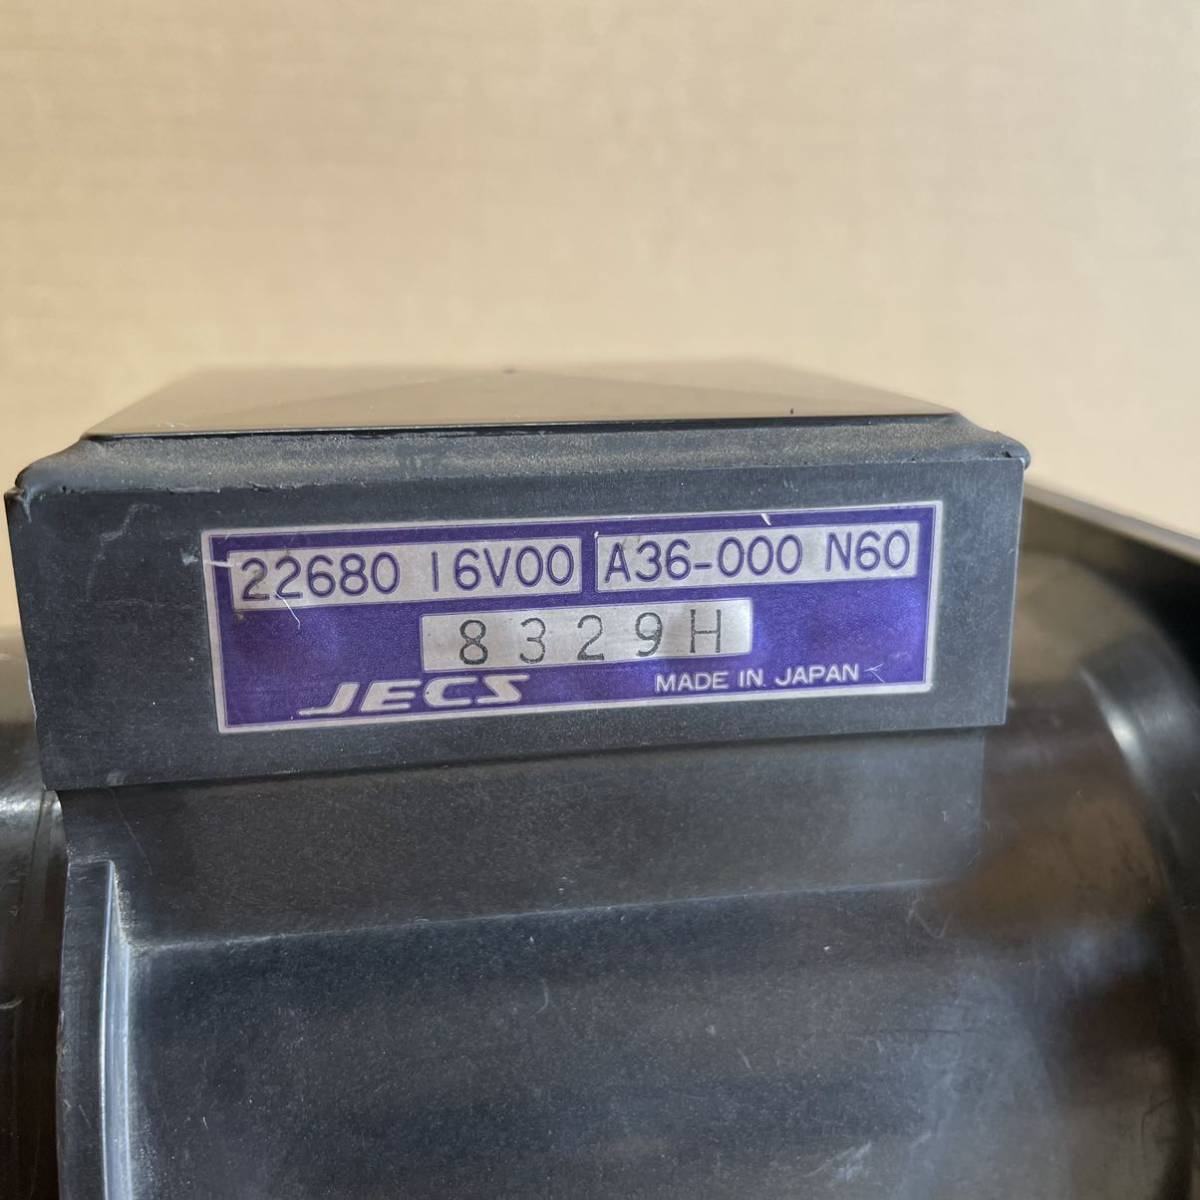 22680 16V00 A36-000 N60
8329H
JECS MADE IN JAPAN